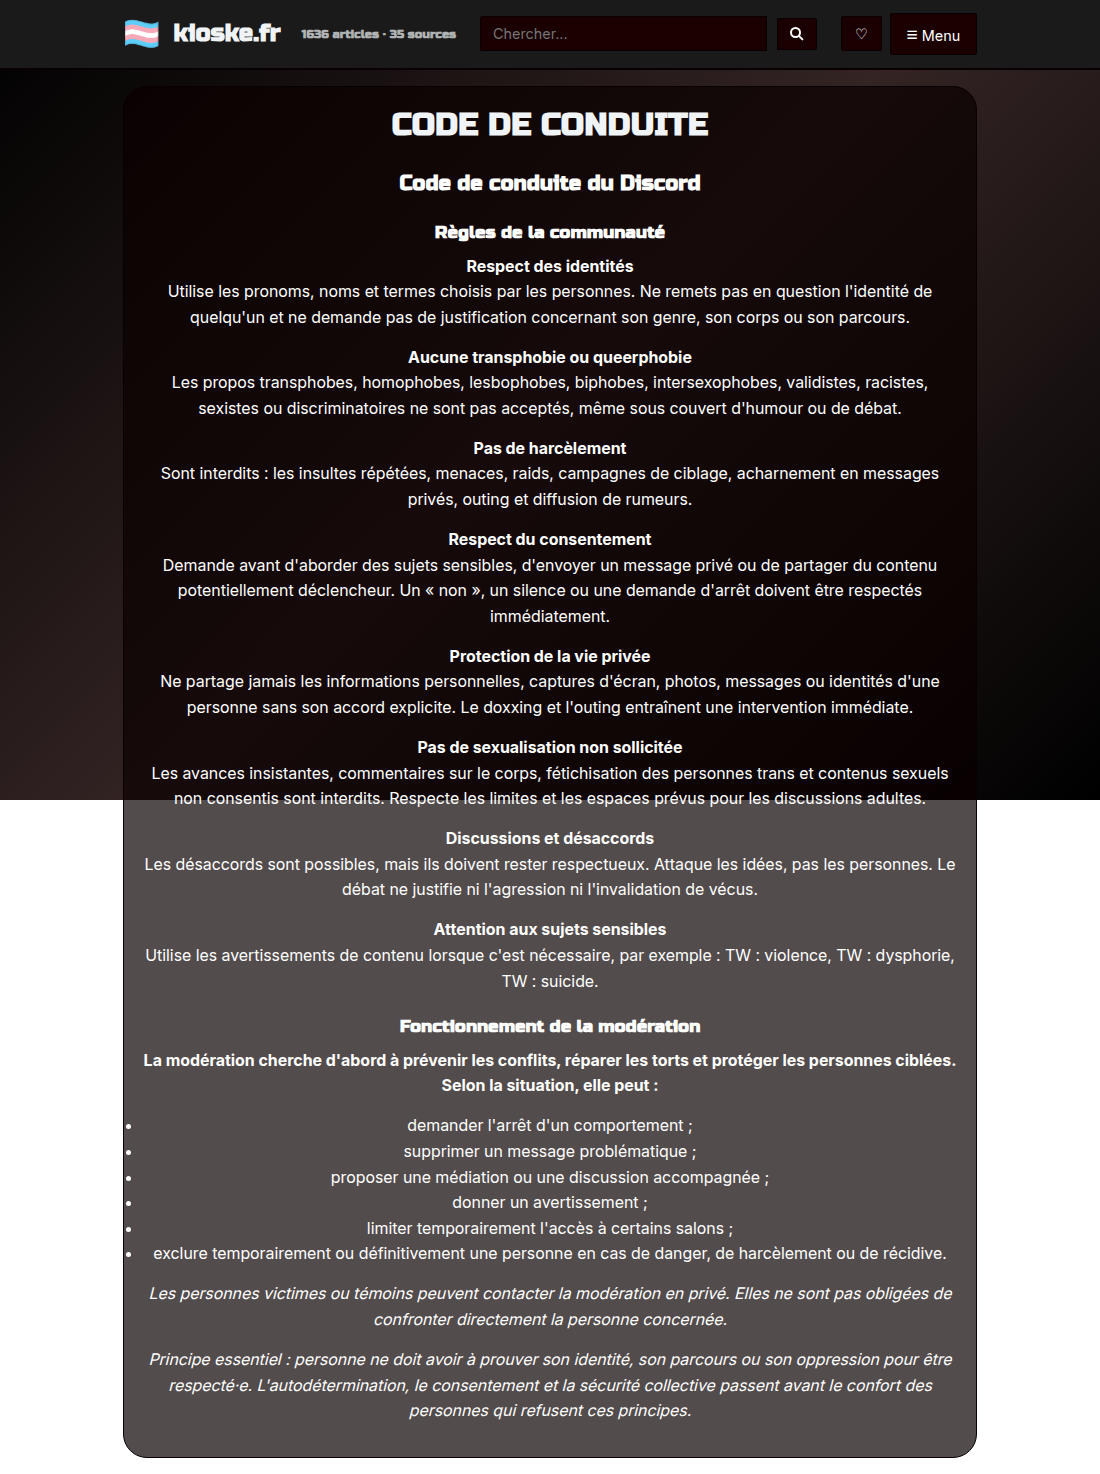 kioske.fr
1636 articles · 35 sources
Chercher...
♡
≡ Menu
CODE DE CONDUITE
Code de conduite du Discord
Règles de la communauté
Respect des identités
Utilise les pronoms, noms et termes choisis par les personnes. Ne remets pas en question l'identité de
quelqu'un et ne demande pas de justification concernant son genre, son corps ou son parcours.
Aucune transphobie ou queerphobie
Les propos transphobes, homophobes, lesbophobes, biphobes, intersexophobes, validistes, racistes,
sexistes ou discriminatoires ne sont pas acceptés, même sous couvert d'humour ou de débat.
Pas de harcèlement
Sont interdits : les insultes répétées, menaces, raids, campagnes de ciblage, acharnement en messages
privés, outing et diffusion de rumeurs.
Respect du consentement
Demande avant d'aborder des sujets sensibles, d'envoyer un message privé ou de partager du contenu
potentiellement déclencheur. Un « non », un silence ou une demande d'arrêt doivent être respectés
immédiatement.
Protection de la vie privée
Ne partage jamais les informations personnelles, captures d'écran, photos, messages ou identités d'une
personne sans son accord explicite. Le doxxing et l'outing entraînent une intervention immédiate.
Pas de sexualisation non sollicitée
Les avances insistantes, commentaires sur le corps, fétichisation des personnes trans et contenus sexuels
non consentis sont interdits. Respecte les limites et les espaces prévus pour les discussions adultes.
Discussions et désaccords
Les désaccords sont possibles, mais ils doivent rester respectueux. Attaque les idées, pas les personnes. Le
débat ne justifie ni l'agression ni l'invalidation de vécus.
Attention aux sujets sensibles
Utilise les avertissements de contenu lorsque c'est nécessaire, par exemple : TW : violence, TW : dysphorie,
TW : suicide.
Fonctionnement de la modération
La modération cherche d'abord à prévenir les conflits, réparer les torts et protéger les personnes ciblées.
Selon la situation, elle peut :
• demander l'arrêt d'un comportement ;
• supprimer un message problématique ;
• proposer une médiation ou une discussion accompagnée ;
• donner un avertissement ;
• limiter temporairement l'accès à certains salons ;
• exclure temporairement ou définitivement une personne en cas de danger, de harcèlement ou de récidive.
Les personnes victimes ou témoins peuvent contacter la modération en privé. Elles ne sont pas obligées de
confronter directement la personne concernée.
Principe essentiel : personne ne doit avoir à prouver son identité, son parcours ou son oppression pour être
respecté·e. L'autodétermination, le consentement et la sécurité collective passent avant le confort des
personnes qui refusent ces principes.